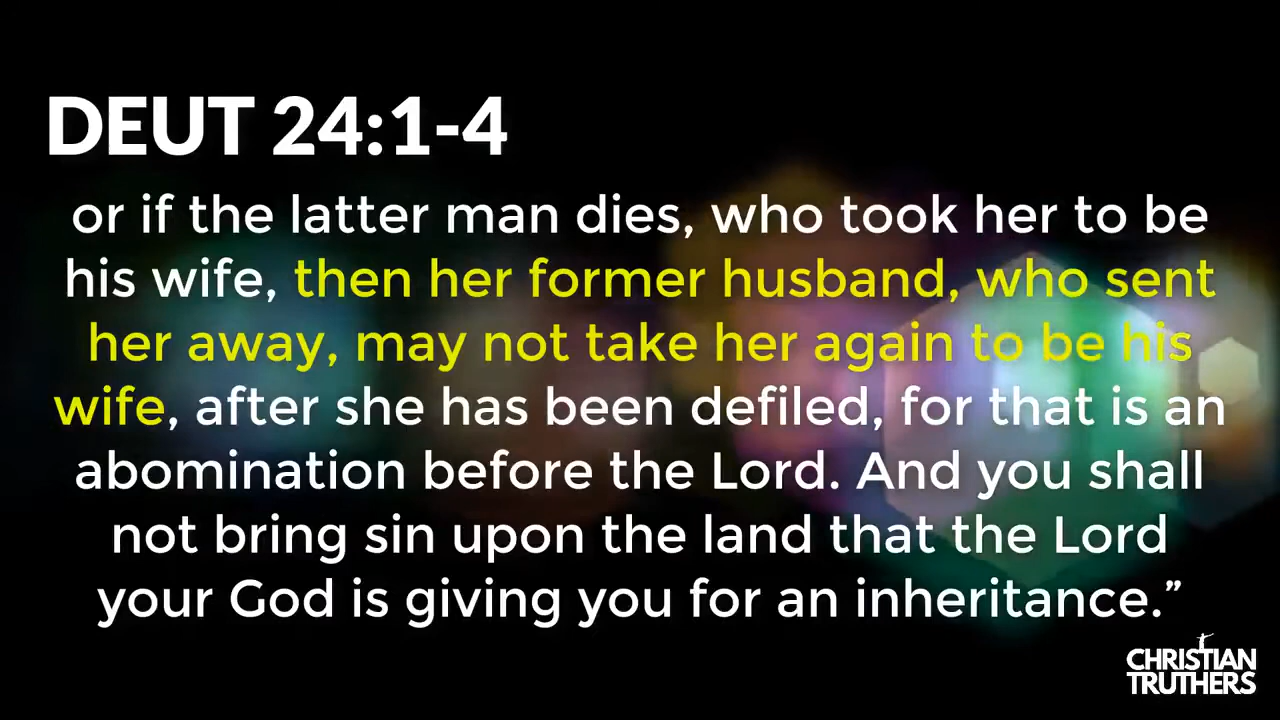 DEUT 24:1-4
or if the latter man dies, who took her to be
his wife, then her former husband, who sent
her away, may not take her again to be his
wife, after she has been defiled, for that is an
abomination before the Lord. And you shall
not bring sin upon the land that the Lord
your God is giving you for an inheritance.”
CHRISTIAN
TRUTHERS